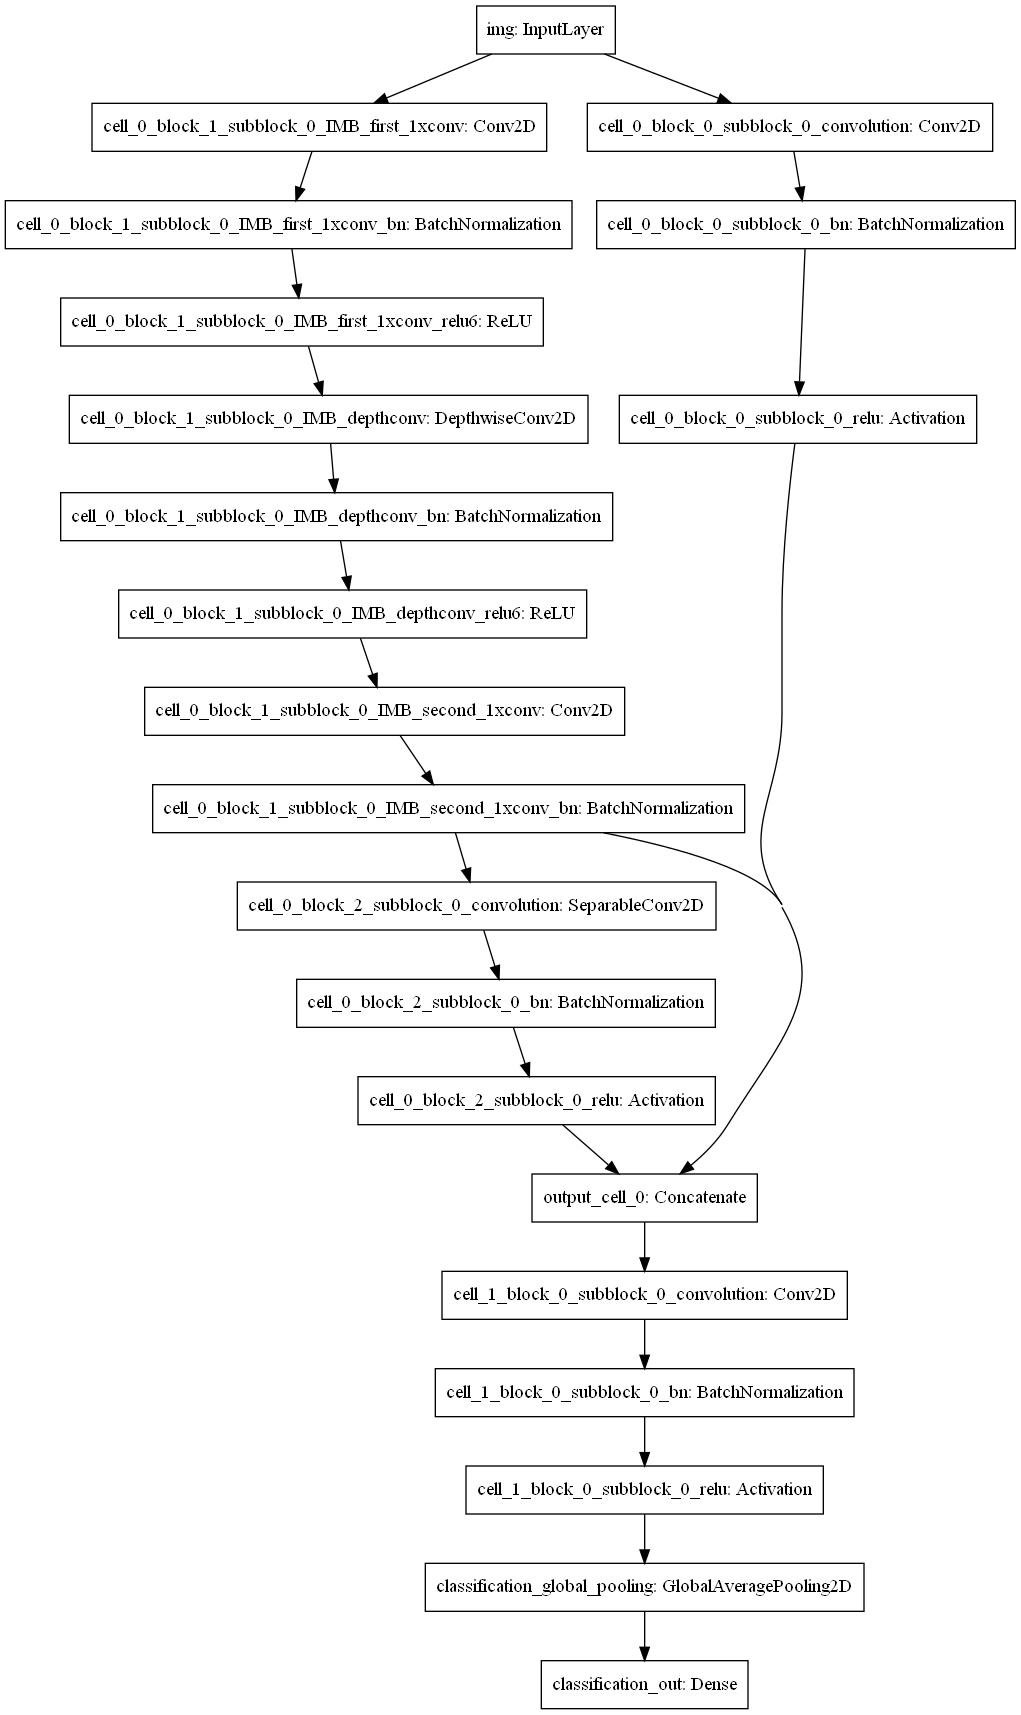 img: InputLayer
cell_0_block_1_subblock_0_IMB_first_1xconv: Conv2D
cell_0_block_0_subblock_0_convolution: Conv2D
cell_0_block_1_subblock_0_IMB_first_1xconv_bn: BatchNormalization
cell_0_block_0_subblock_0_bn: BatchNormalization
cell_0_block_1_subblock_0_IMB_first_1xconv_relu6: ReLU
cell_0_block_1_subblock_0_IMB_depthconv: DepthwiseConv2D
cell_0_block_0_subblock_0_relu: Activation
cell_0_block_1_subblock_0_IMB_depthconv_bn: BatchNormalization
cell_0_block_1_subblock_0_IMB_depthconv_relu6: ReLU
cell_0_block_1_subblock_0_IMB_second_1xconv: Conv2D
cell_0_block_1_subblock_0_IMB_second_1xconv_bn: BatchNormalization
cell_0_block_2_subblock_0_convolution: SeparableConv2D
cell_0_block_2_subblock_0_bn: BatchNormalization
cell_0_block_2_subblock_0_relu: Activation
output_cell_0: Concatenate
cell_1_block_0_subblock_0_convolution: Conv2D
cell_1_block_0_subblock_0_bn: BatchNormalization
cell_1_block_0_subblock_0_relu: Activation
classification_global_pooling: GlobalAveragePooling2D
classification_out: Dense